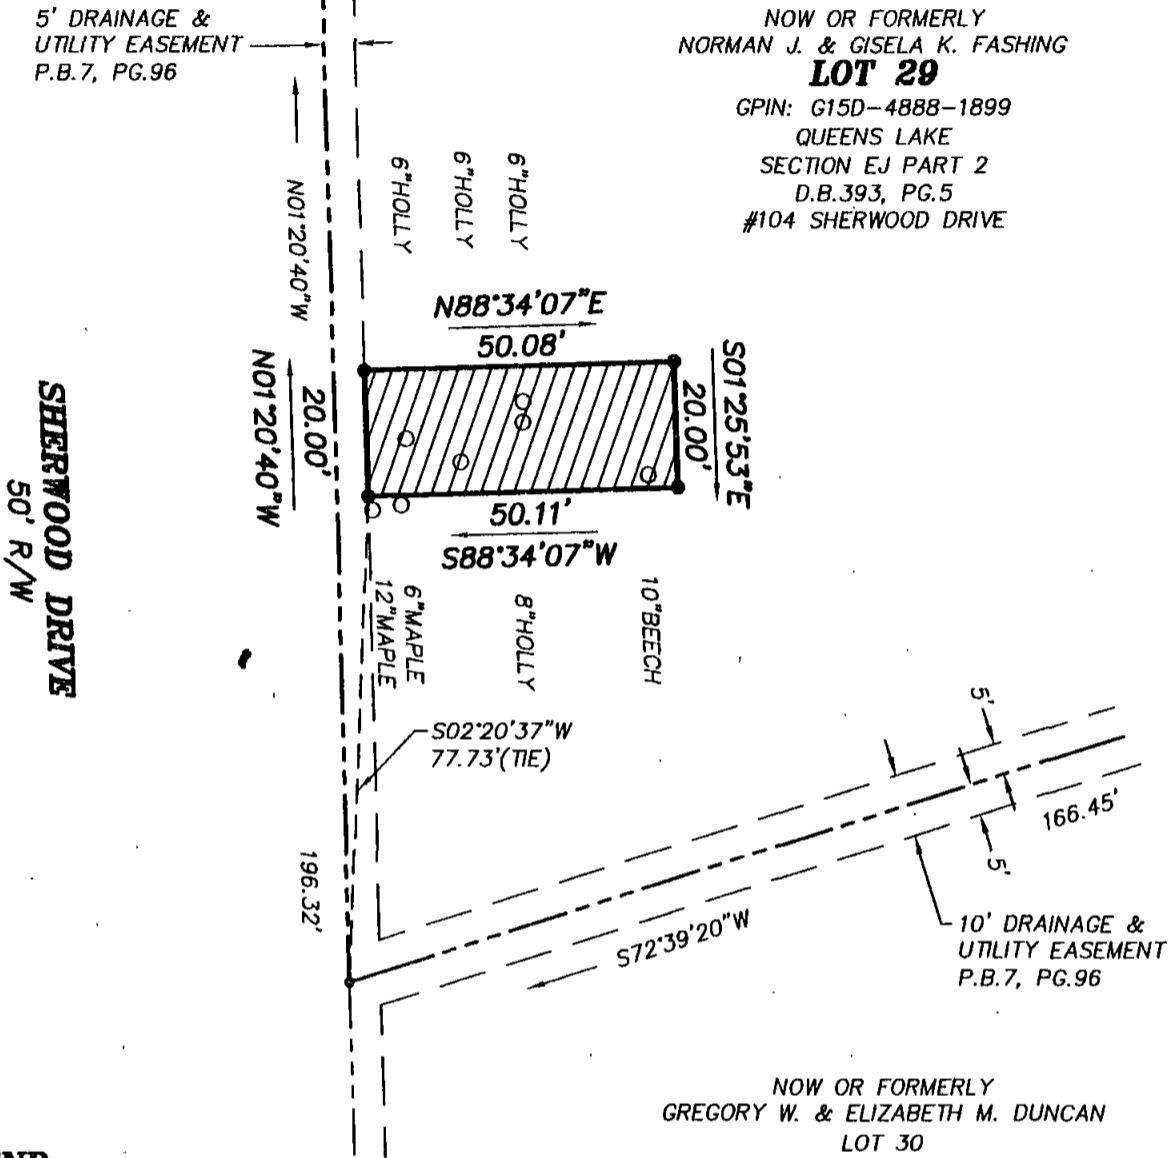 5' DRAINAGE &
UTILITY EASEMENT
P.B.7, PG.96
NOW OR FORMERLY
NORMAN J. & GISELA K. FASHING
LOT 29
GPIN: G15D-4888-1899
QUEENS LAKE
SECTION EJ PART 2
D.B.393, PG.5
#104 SHERWOOD DRIVE
N01°20'40"W
6"HOLLY
6"HOLLY
6"HOLLY
N88°34'07"E
50.08'
S01°25'53"E
20.00'
20.00'
N01°20'40"W
50.11'
S88°34'07"W
SHERWOOD DRIVE
50' R/W
12"MAPLE
6"MAPLE
8"HOLLY
10"BEECH
S02°20'37"W
77.73'(TIE)
196.32'
5'
5'
166.45'
S72°39'20"W
10' DRAINAGE &
UTILITY EASEMENT
P.B.7, PG.96
NOW OR FORMERLY
GREGORY W. & ELIZABETH M. DUNCAN
LOT 30